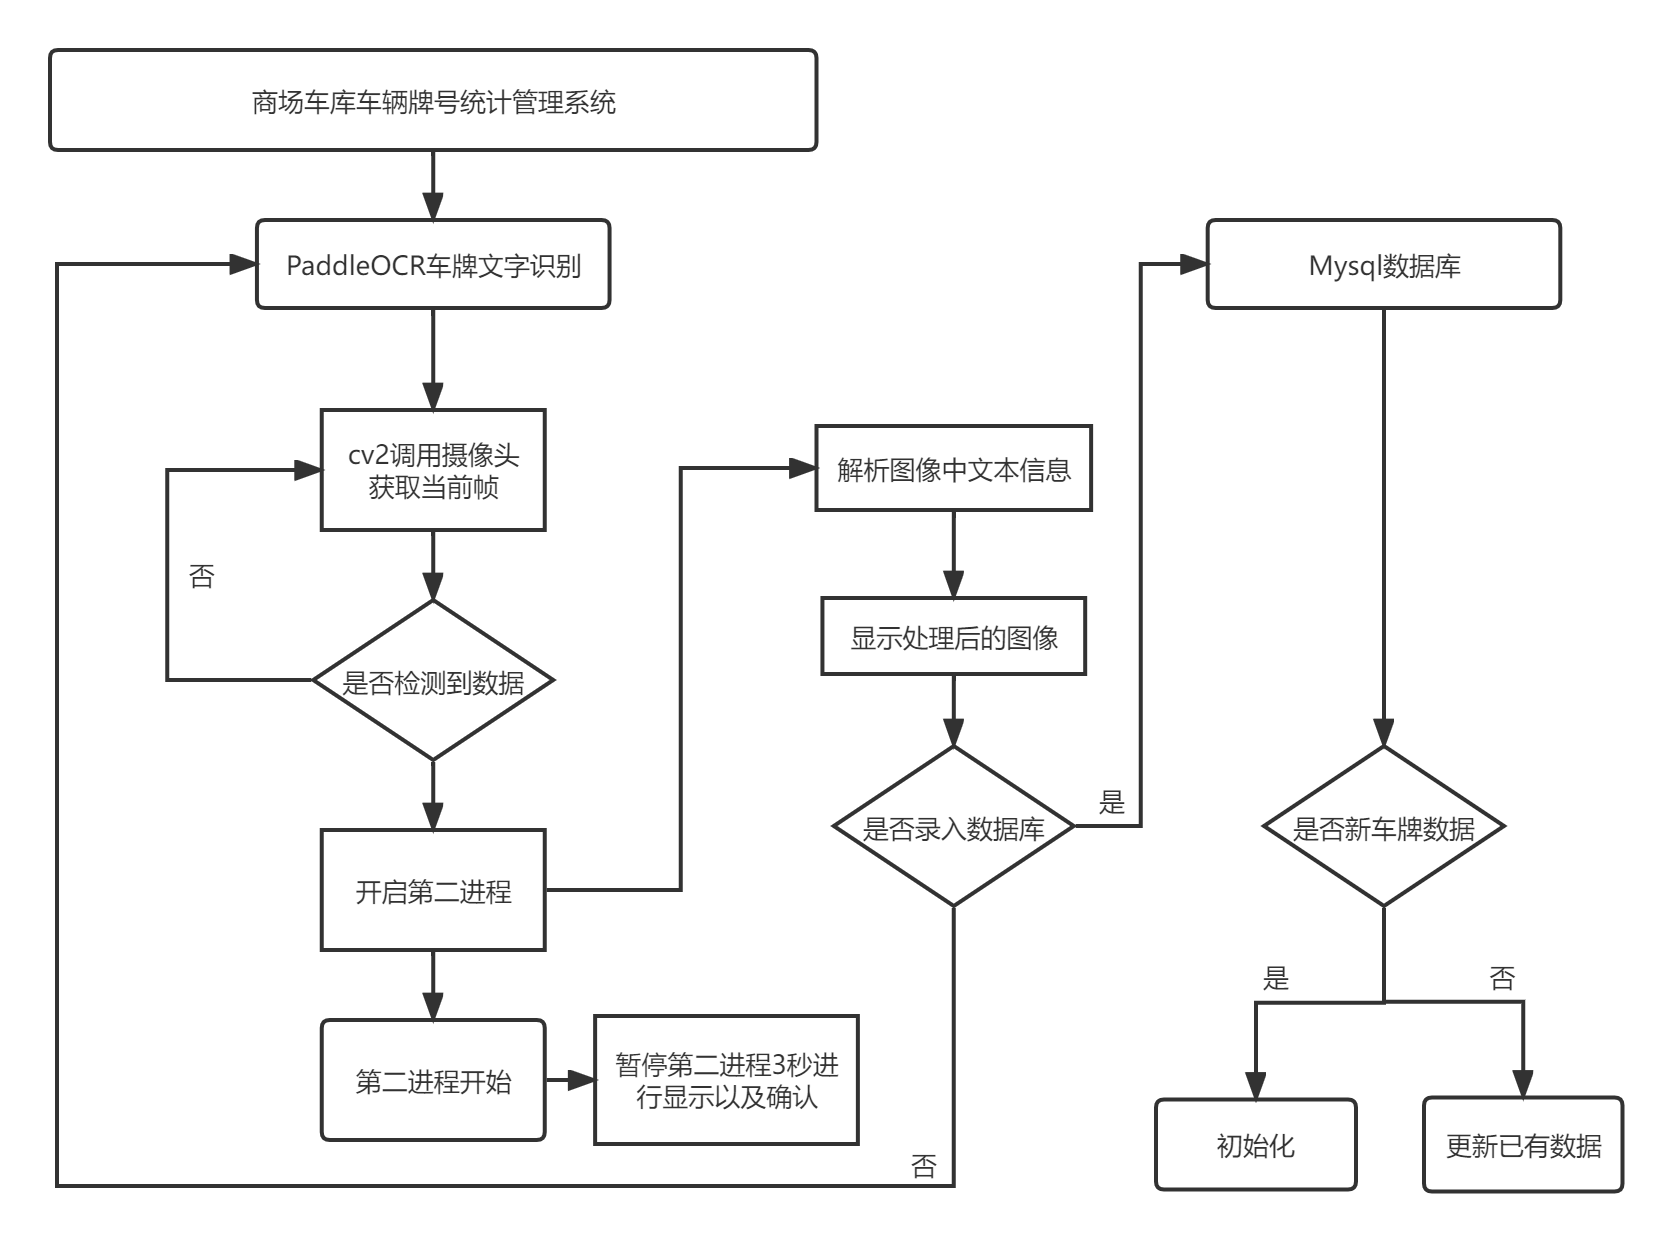 商场车库车辆牌号统计管理系统
PaddleOCR车牌文字识别
cv2调用摄像头
获取当前帧
否
是否检测到数据
开启第二进程
第二进程开始
暂停第二进程3秒进
行显示以及确认
解析图像中文本信息
显示处理后的图像
是否录入数据库
是
否
Mysql数据库
是否新车牌数据
是
否
初始化
更新已有数据